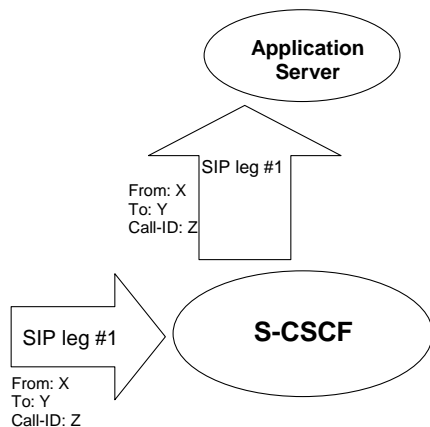 Application
Server
SIP leg #1
From: X
To: Y
Call-ID: Z
SIP leg #1
S-CSCF
From: X
To: Y
Call-ID: Z